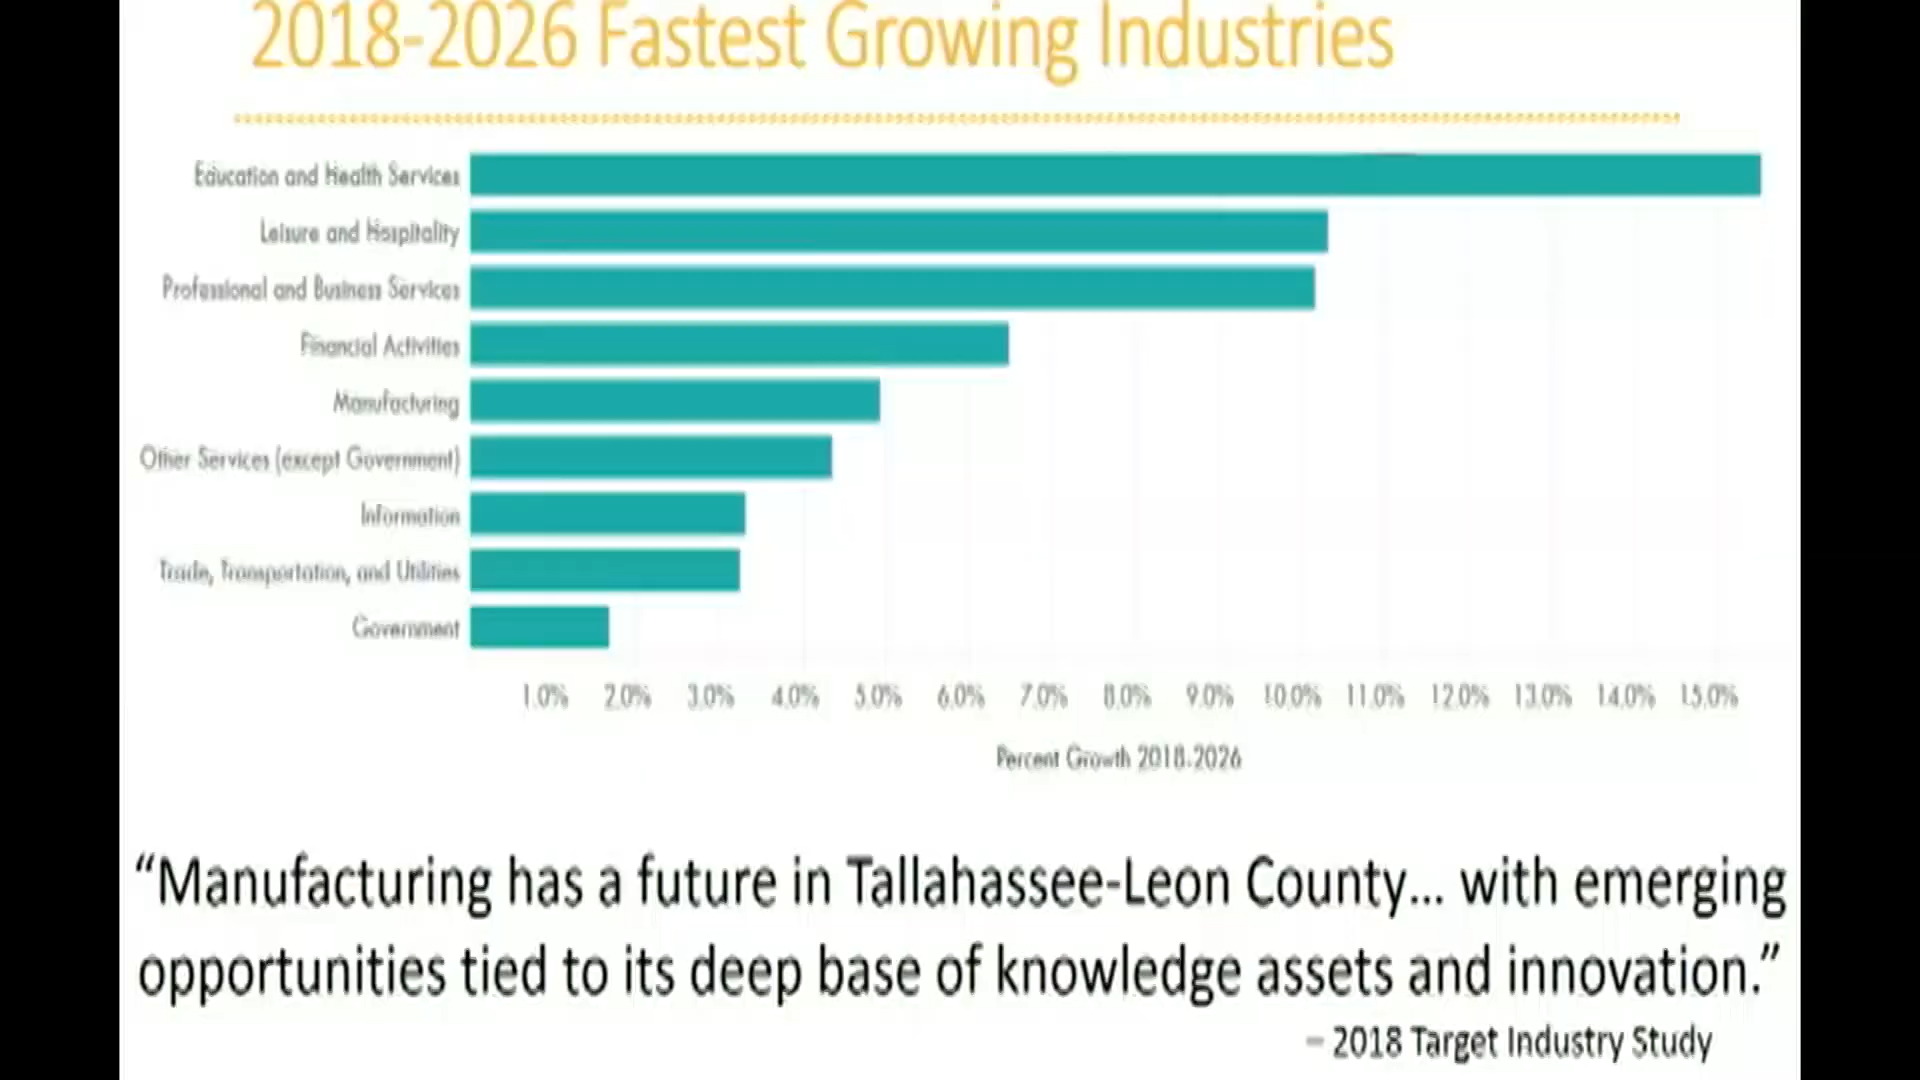 2018-2026 Fastest Growing Industries
Education and Health Services
Leisure and Hospitality
Professional and Business Services
Financial Activities
Manufacturing
Other Services (except Government)
Information
Trade, Transportation, and Utilities
Government
1.0% 2.0% 3.0% 4.0% 5.0% 6.0% 7.0% 8.0% 9.0% 10.0% 11.0% 12.0% 13.0% 14.0% 15.0%
Percent Growth 2018-2026
“Manufacturing has a future in Tallahassee-Leon County... with emerging
opportunities tied to its deep base of knowledge assets and innovation.”
– 2018 Target Industry Study